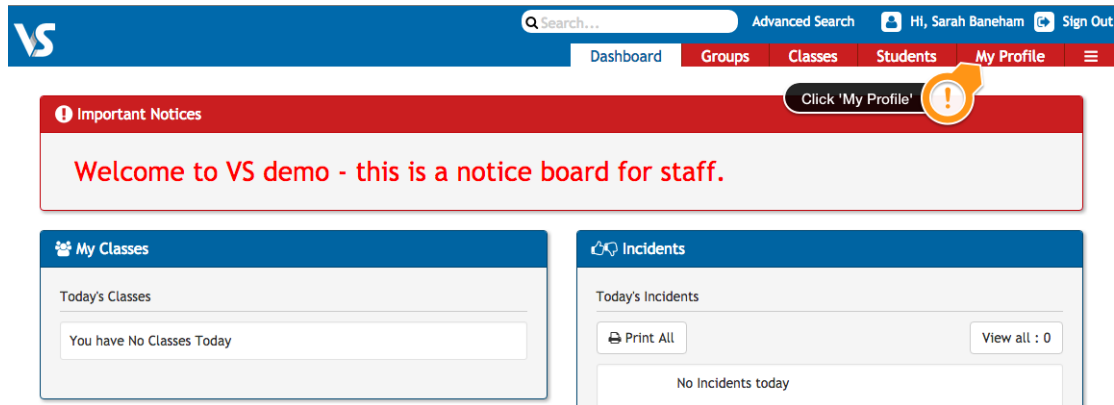 VS
Search...
Advanced Search
Hi, Sarah Baneham
Sign Out
Dashboard
Groups
Classes
Students
My Profile
Click 'My Profile'
!
Important Notices
Welcome to VS demo - this is a notice board for staff.
My Classes
Today's Classes
You have No Classes Today
Incidents
Today's Incidents
Print All
View all : 0
No Incidents today